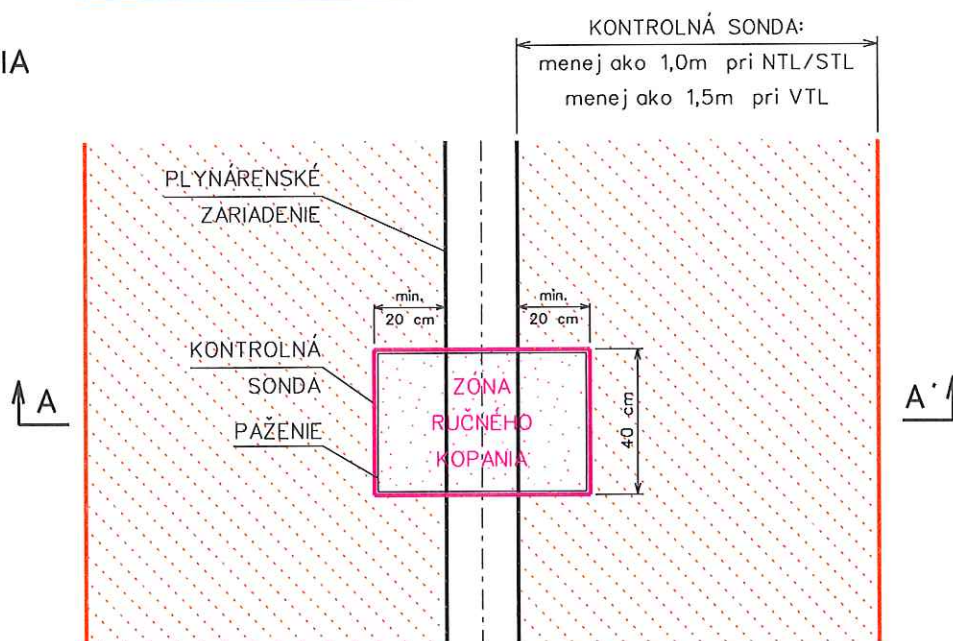 KONTROLNÁ SONDA:
IA
menej ako 1,0m pri NTL/STL
menej ako 1,5m pri VTL
PLYNÁRENSKÉ
ZARIADENIE
min.
20 cm
min.
20 cm
KONTROLNÁ
SONDA
PAŽENIE
ZÓNA
RUČNÉHO
KOPANIA
40 cm
A
A'